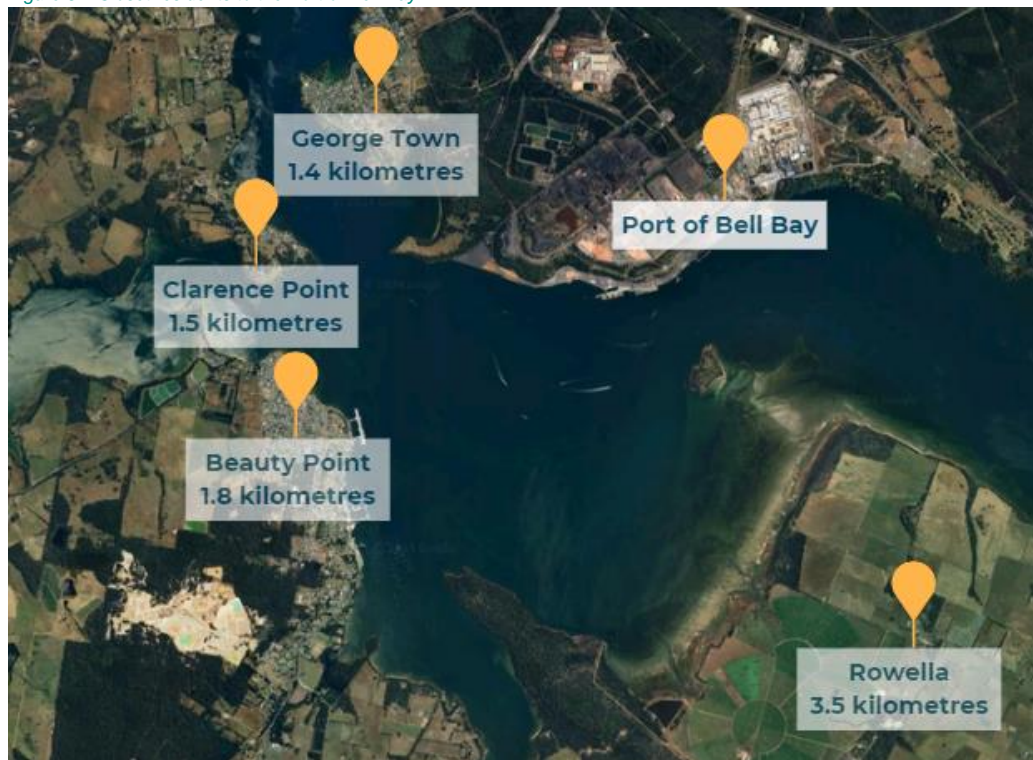 George Town
1.4 kilometres
Port of Bell Bay
Clarence Point
1.5 kilometres
Beauty Point
1.8 kilometres
Rowella
3.5 kilometres